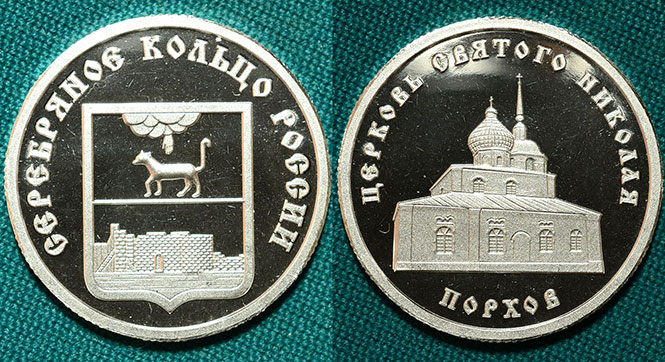 СЕРЕБРЯНОЕ КОЛЬЦО РОССИИ
ЦЕРКОВЬ СВЯТОГО НИКОЛАЯ
ПОРХОВ